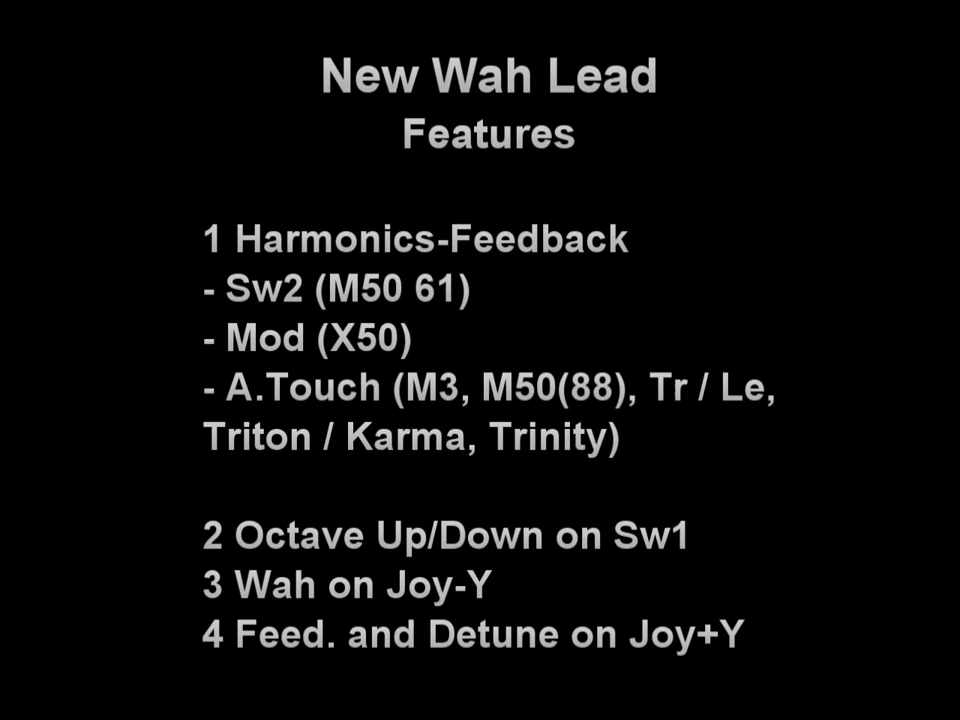 New Wah Lead
Features
1 Harmonics-Feedback
- Sw2 (M50 61)
- Mod (X50)
- A.Touch (M3, M50(88), Tr / Le,
Triton / Karma, Trinity)
2 Octave Up/Down on Sw1
3 Wah on Joy-Y
4 Feed. and Detune on Joy+Y